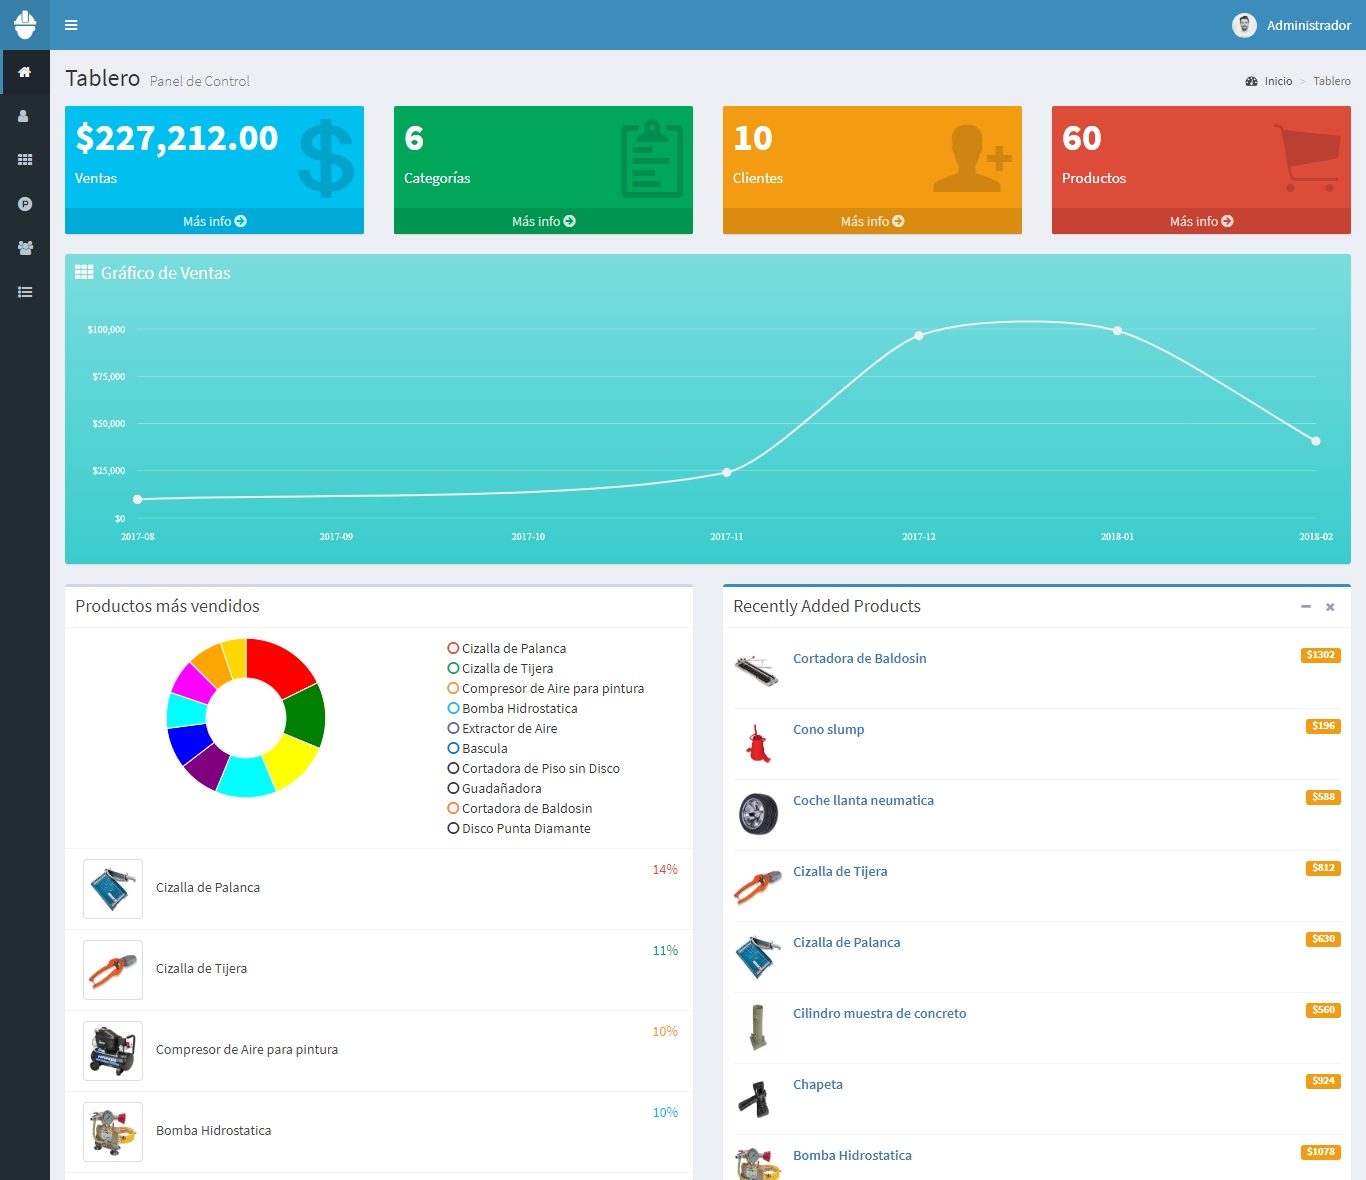 Administrador
Tablero Panel de Control
Inicio > Tablero
$227,212.00
Ventas
Más info
6
Categorías
Más info
10
Clientes
Más info
60
Productos
Más info
Gráfico de Ventas
$100,000
$75,000
$50,000
$25,000
$0
2017-08 2017-09 2017-10 2017-11 2017-12 2018-01 2018-02
Productos más vendidos
Cizalla de Palanca
Cizalla de Tijera
Compresor de Aire para pintura
Bomba Hidrostatica
Extractor de Aire
Bascula
Cortadora de Piso sin Disco
Guadañadora
Cortadora de Baldosin
Disco Punta Diamante
Cizalla de Palanca 14%
Cizalla de Tijera 11%
Compresor de Aire para pintura 10%
Bomba Hidrostatica 10%
Recently Added Products
Cortadora de Baldosin $1302
Cono slump $196
Coche llanta neumatica $588
Cizalla de Tijera $812
Cizalla de Palanca $630
Cilindro muestra de concreto $560
Chapeta $924
Bomba Hidrostatica $1078